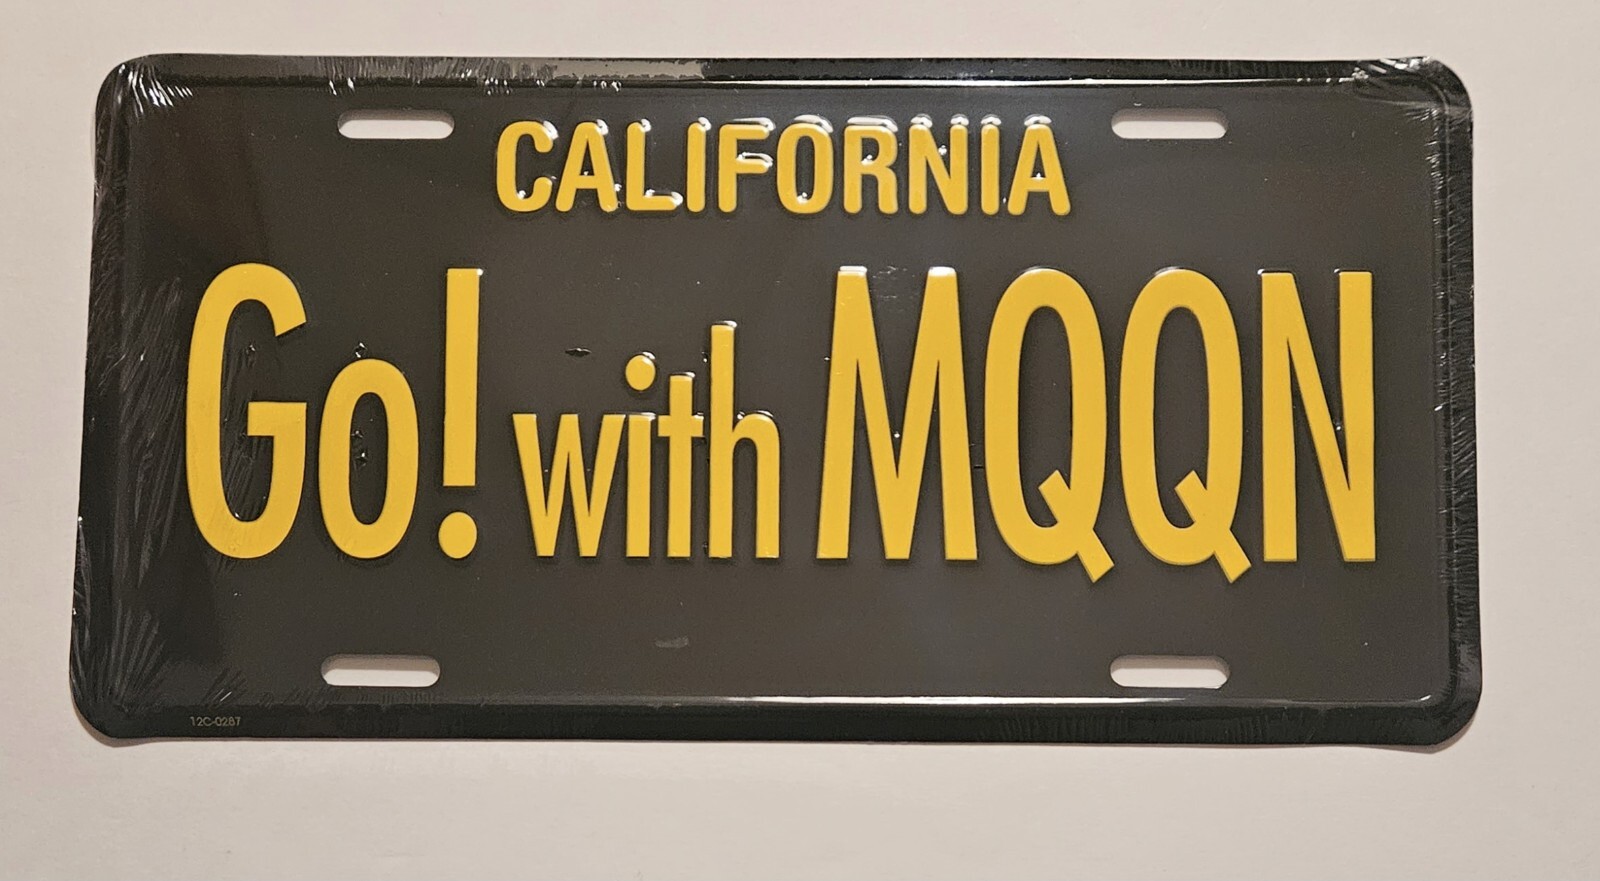 CALIFORNIA
Go! with MQQN
12C-0287